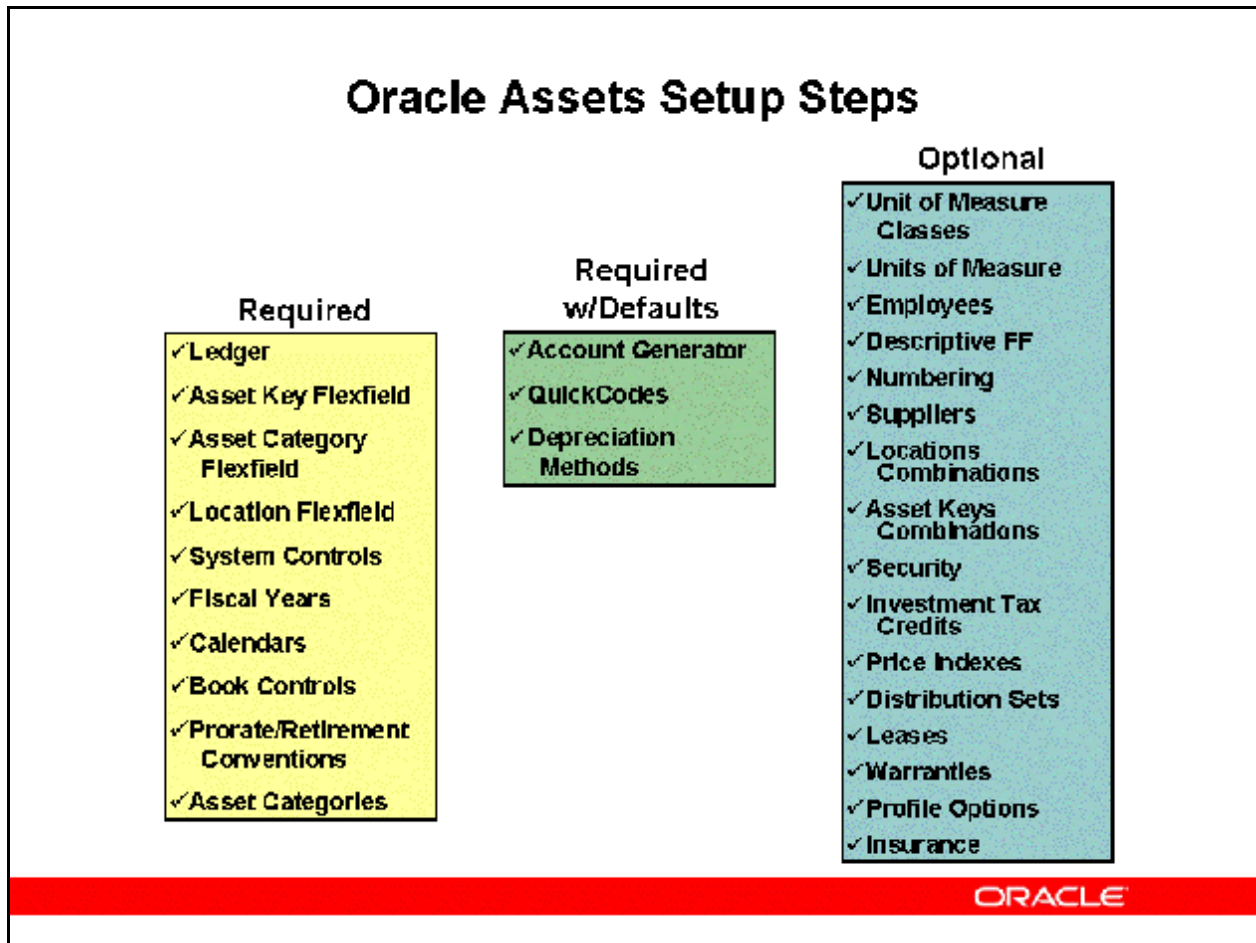 Oracle Assets Setup Steps
Required
✓Ledger
✓Asset Key Flexfield
✓Asset Category
Flexfield
✓Location Flexfield
✓System Controls
✓Fiscal Years
✓Calendars
✓Book Controls
✓Prorate/Retirement
Conventions
✓Asset Categories
Required
w/Defaults
✓Account Generator
✓QuickCodes
✓Depreciation
Methods
Optional
✓Unit of Measure
Classes
✓Units of Measure
✓Employees
✓Descriptive FF
✓Numbering
✓Suppliers
✓Locations
Combinations
✓Asset Keys
Combinations
✓Security
✓Investment Tax
Credits
✓Price Indexes
✓Distribution Sets
✓Leases
✓Warranties
✓Profile Options
✓Insurance
ORACLE